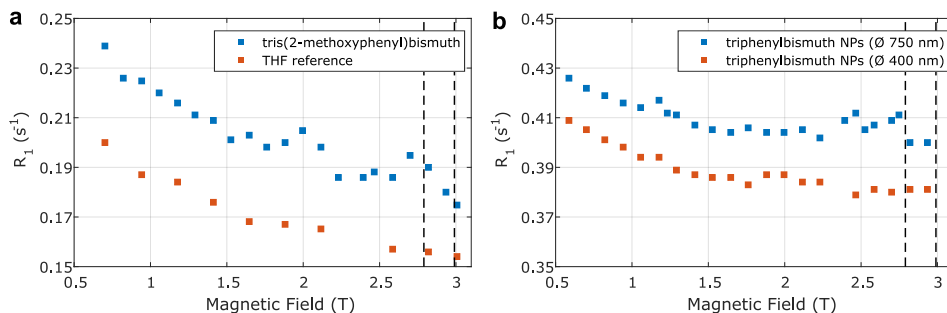 a
0.25
0.23
0.21
0.19
0.17
0.15
R1 (s-1)
tris(2-methoxyphenyl)bismuth
THF reference
0.5
1
1.5
2
2.5
3
Magnetic Field (T)
b
0.45
0.43
0.41
0.39
0.37
0.35
R1 (s-1)
triphenylbismuth NPs (Ø 750 nm)
triphenylbismuth NPs (Ø 400 nm)
0.5
1
1.5
2
2.5
3
Magnetic Field (T)